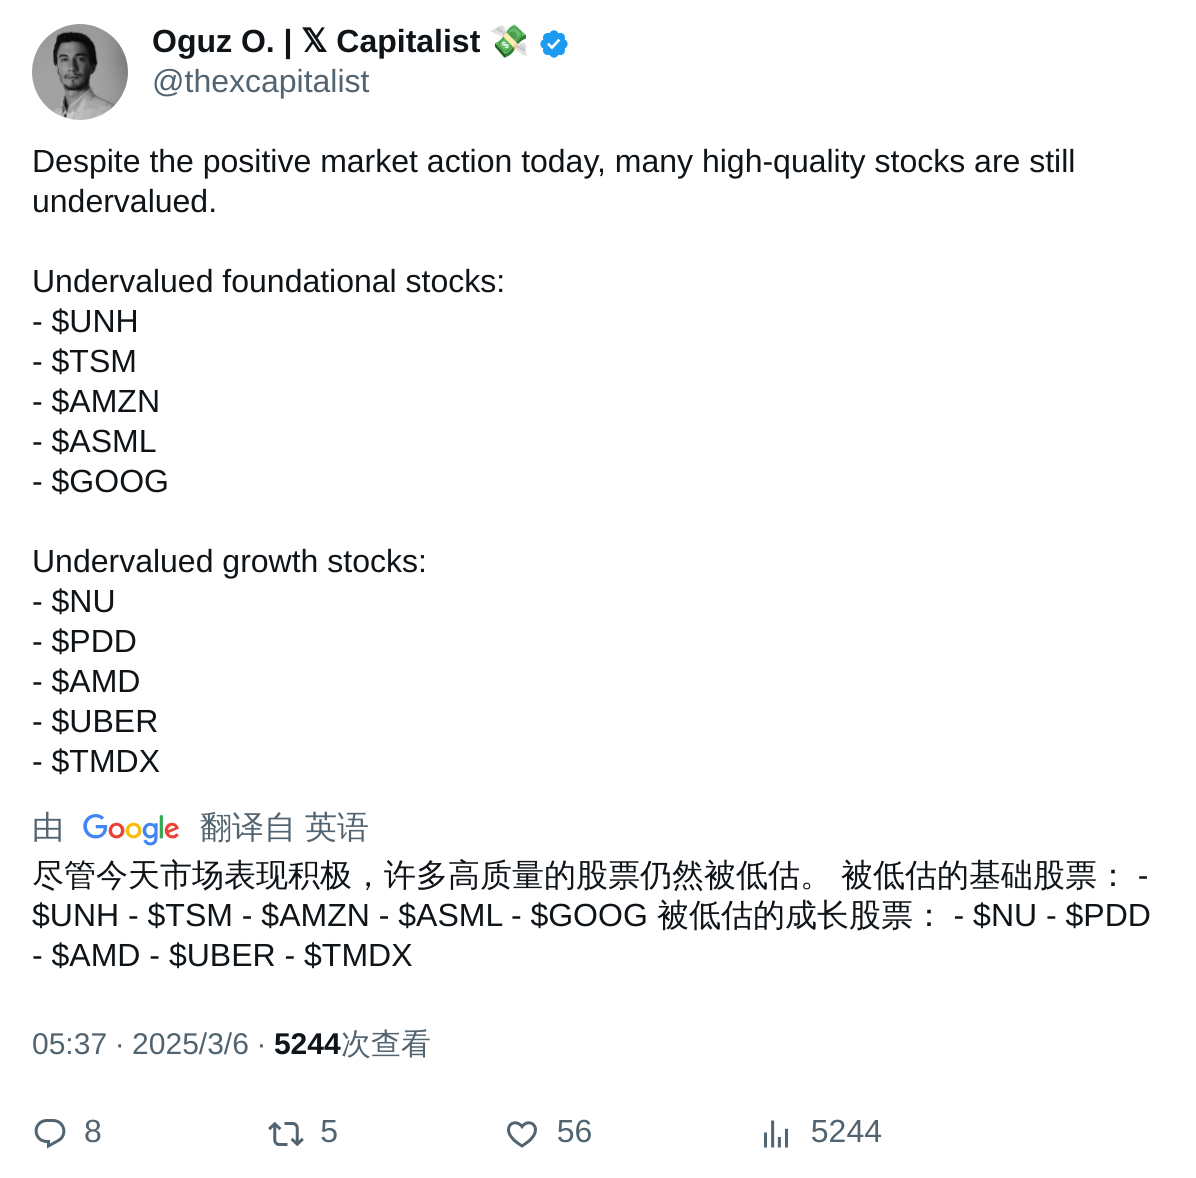 Oguz O. | 𝕏 Capitalist 💸
@thexcapitalist
Despite the positive market action today, many high-quality stocks are still
undervalued.
Undervalued foundational stocks:
- $UNH
- $TSM
- $AMZN
- $ASML
- $GOOG
Undervalued growth stocks:
- $NU
- $PDD
- $AMD
- $UBER
- $TMDX
由 Google 翻译自 英语
尽管今天市场表现积极，许多高质量的股票仍然被低估。 被低估的基础股票： -
$UNH - $TSM - $AMZN - $ASML - $GOOG 被低估的成长股票： - $NU - $PDD
- $AMD - $UBER - $TMDX
05:37 · 2025/3/6 · 5244次查看
8 5 56 5244